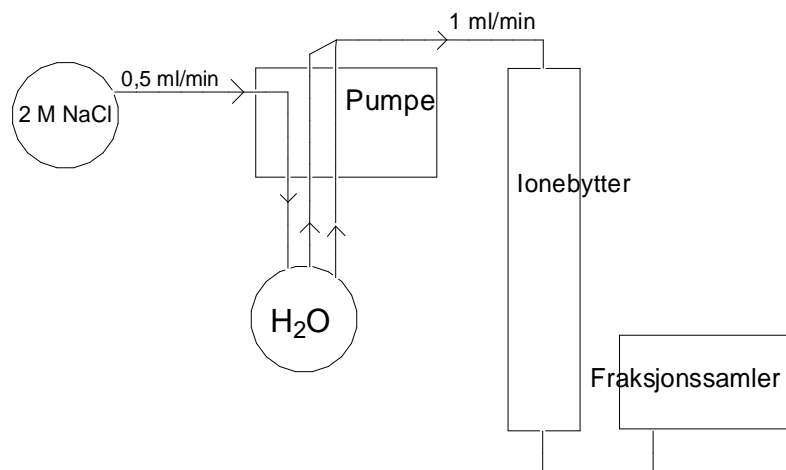 1 ml/min
0,5 ml/min
2 M NaCl
Pumpe
Ionebytter
H₂O
Fraksjonssamler